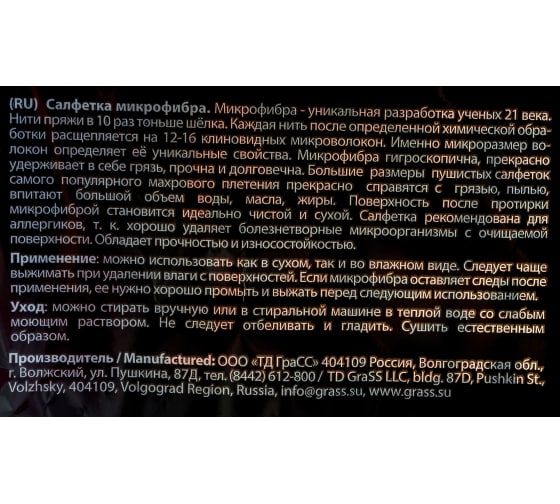 (RU) Салфетка микрофибра. Микрофибра - уникальная разработка ученых 21 века.
Нити пряжи в 10 раз тоньше шёлка. Каждая нить после определенной химической обра-
ботки расщепляется на 12-16 клиновидных микроволокон. Именно микроразмер во-
локон определяет её уникальные свойства. Микрофибра гигроскопична, прекрасно
удерживает в себе грязь, прочна и долговечна. Большие размеры пушистых салфеток
самого популярного махрового плетения прекрасно справятся с грязью, пылью,
впитают большой объем воды, масла, жиры. Поверхность после протирки
микрофиброй становится идеально чистой и сухой. Салфетка рекомендована для
аллергиков, т. к. хорошо удаляет болезнетворные микроорганизмы с очищаемой
поверхности. Обладает прочностью и износостойкостью.
Применение: можно использовать как в сухом, так и во влажном виде. Следует чаще
выжимать при удалении влаги с поверхностей. Если микрофибра оставляет следы после
применения, ее нужно хорошо промыть и выжать перед следующим использованием.
Уход: можно стирать вручную или в стиральной машине в теплой воде со слабым
моющим раствором. Не следует отбеливать и гладить. Сушить естественным
образом.
Производитель / Manufactured: ООО «ТД ГраСС» 404109 Россия, Волгоградская обл.,
г. Волжский, ул. Пушкина, 87Д, тел. (8442) 612-800 / TD GraSS LLC, bldg. 87D, Pushkin St.,
Volzhsky, 404109, Volgograd Region, Russia, info@grass.su, www.grass.su